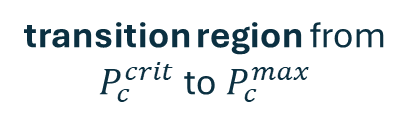 transition region from
$P_c^{crit}$ to $P_c^{max}$